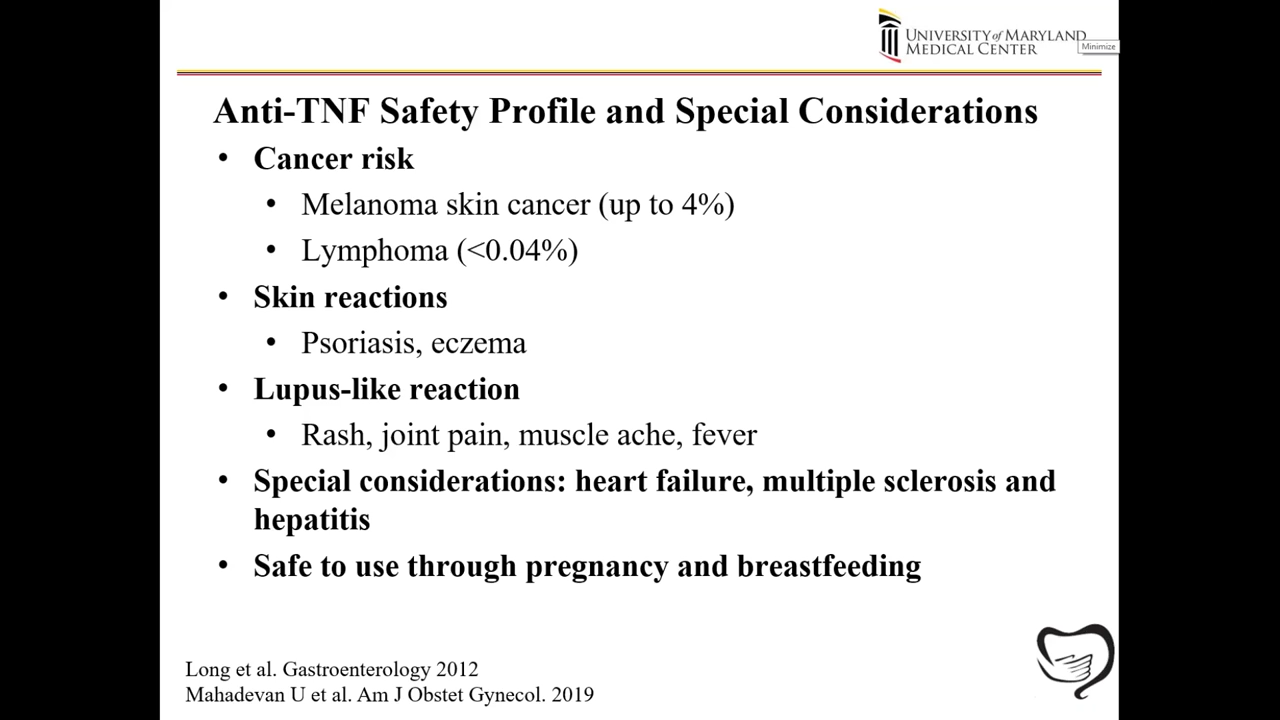 UNIVERSITY of MARYLAND
MEDICAL CENTER
Minimize
Anti-TNF Safety Profile and Special Considerations
• Cancer risk
• Melanoma skin cancer (up to 4%)
• Lymphoma (<0.04%)
• Skin reactions
• Psoriasis, eczema
• Lupus-like reaction
• Rash, joint pain, muscle ache, fever
• Special considerations: heart failure, multiple sclerosis and
hepatitis
• Safe to use through pregnancy and breastfeeding
Long et al. Gastroenterology 2012
Mahadevan U et al. Am J Obstet Gynecol. 2019